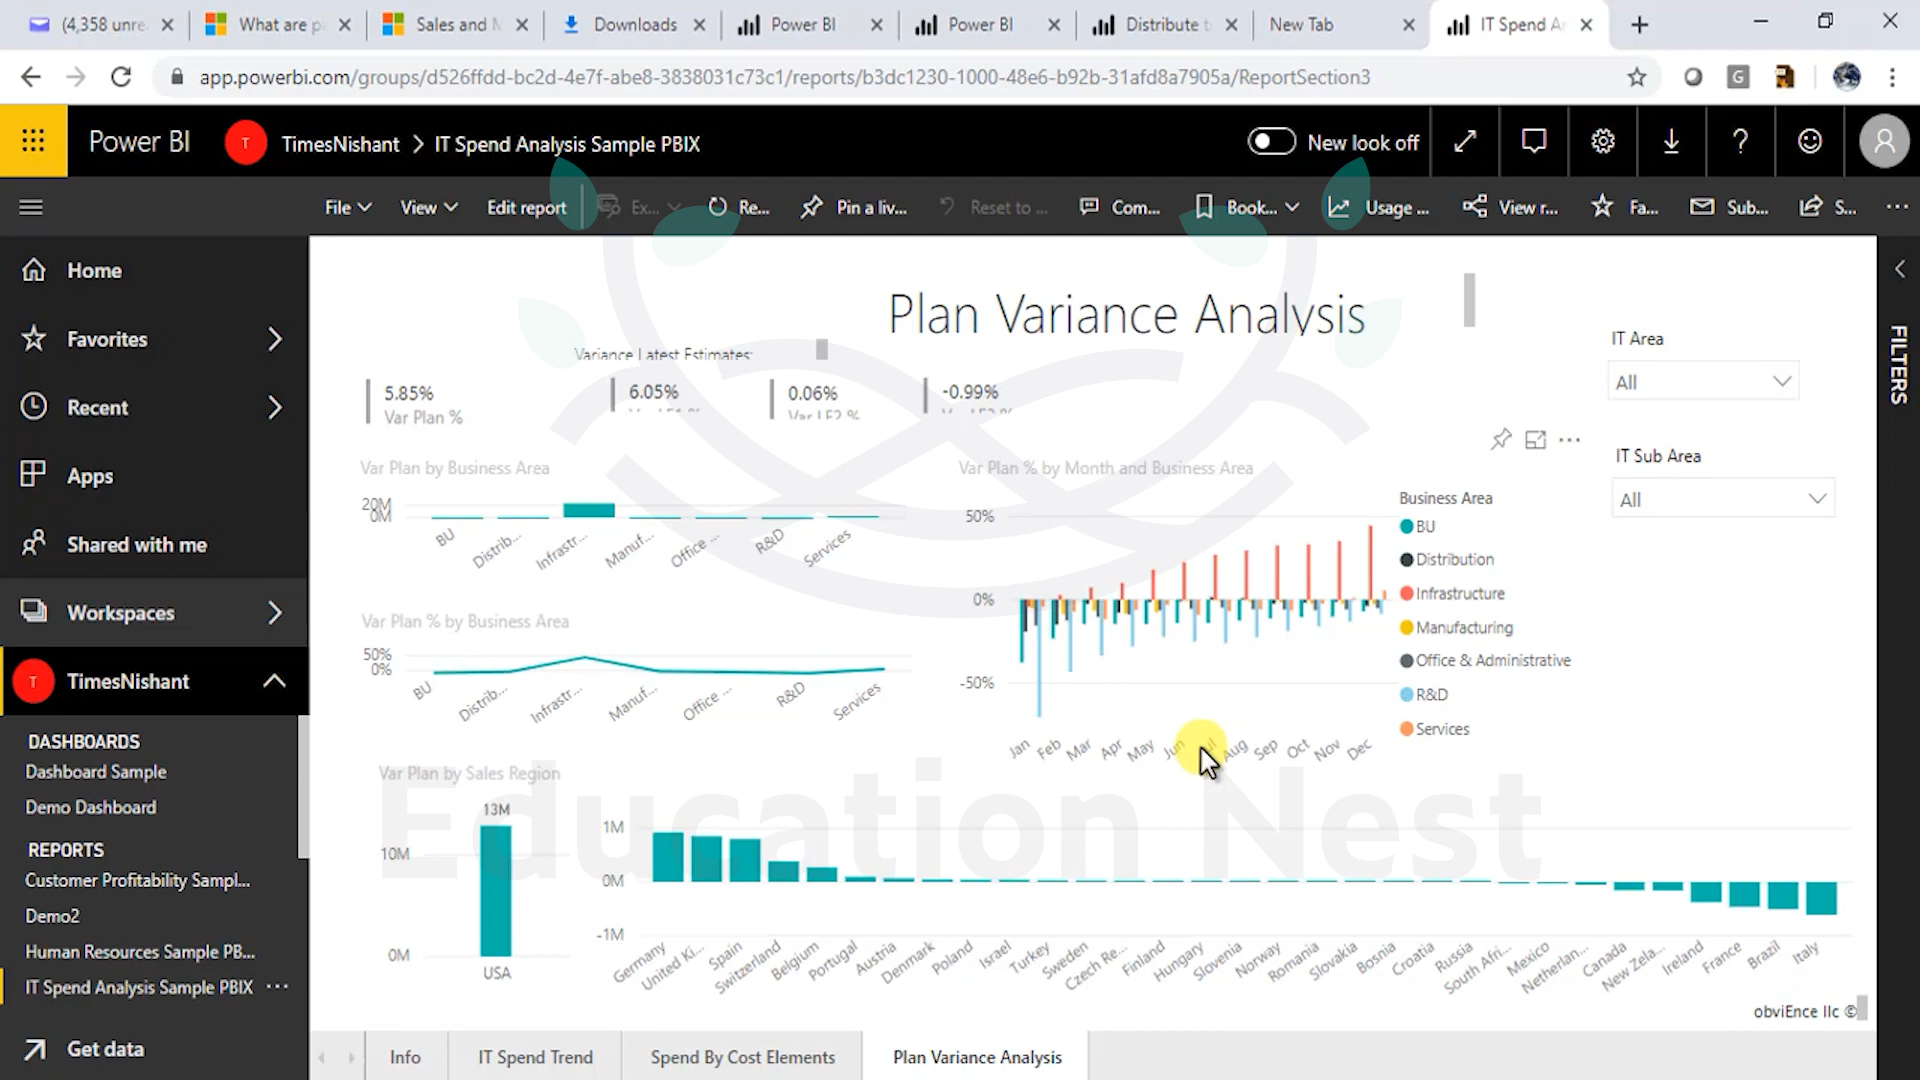 (4,358 unre
What are p
Sales and M
Downloads
Power BI
Power BI
Distribute t
New Tab
IT Spend A
app.powerbi.com/groups/d526ffdd-bc2d-4e7f-abe8-3838031c73c1/reports/b3dc1230-1000-48e6-b92b-31afd8a7905a/ReportSection3
Power BI
T
TimesNishant > IT Spend Analysis Sample PBIX
New look off
File
View
Edit report
Ex...
Re...
Pin a liv...
Reset to ...
Com...
Book...
Usage ...
View r...
Fa...
Sub...
S...
Home
Favorites
Recent
Apps
Shared with me
Workspaces
T
TimesNishant
DASHBOARDS
Dashboard Sample
Demo Dashboard
REPORTS
Customer Profitability Sampl...
Demo2
Human Resources Sample PB...
IT Spend Analysis Sample PBIX ...
Get data
Plan Variance Analysis
Variance Latest Estimates:
5.85%
Var Plan %
6.05%
Var LE1 %
0.06%
Var LE2 %
-0.99%
Var LE3 %
IT Area
All
IT Sub Area
All
FILTERS
Var Plan by Business Area
20M
0M
BU
Distrib...
Infrastr...
Manuf...
Office ...
R&D
Services
Var Plan % by Business Area
50%
0%
BU
Distrib...
Infrastr...
Manuf...
Office ...
R&D
Services
Var Plan % by Month and Business Area
50%
0%
-50%
Jan
Feb
Mar
Apr
May
Jun
Jul
Aug
Sep
Oct
Nov
Dec
Business Area
BU
Distribution
Infrastructure
Manufacturing
Office & Administrative
R&D
Services
Var Plan by Sales Region
13M
10M
0M
USA
1M
0M
-1M
Germany
United Ki...
Spain
Switzerland
Belgium
Portugal
Austria
Denmark
Poland
Israel
Turkey
Sweden
Czech Re...
Finland
Hungary
Slovenia
Norway
Romania
Slovakia
Bosnia
Croatia
Russia
South Afri...
Mexico
Netherlan...
Canada
New Zela...
Ireland
France
Brazil
Italy
Education Nest
obviEnce llc ©
Info
IT Spend Trend
Spend By Cost Elements
Plan Variance Analysis